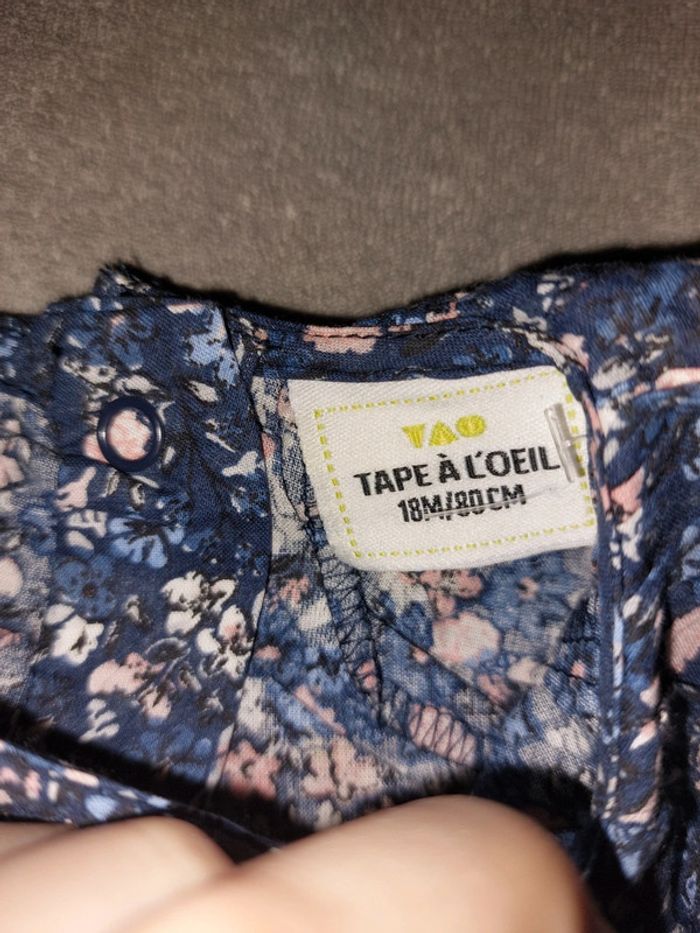 TAO
TAPE À L'OEIL
18M/80CM